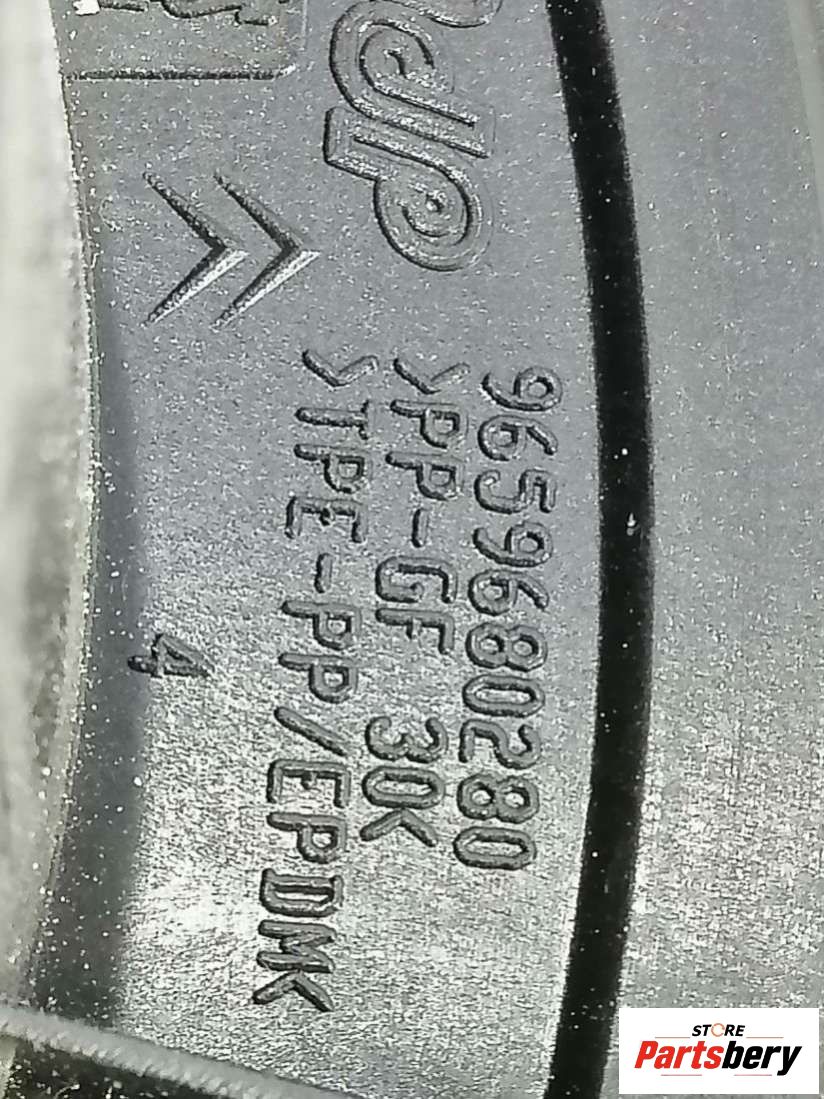 9659680280
>PP-GF 30<
>TPE-PP/EPDM<
4
STORE
Partsbery